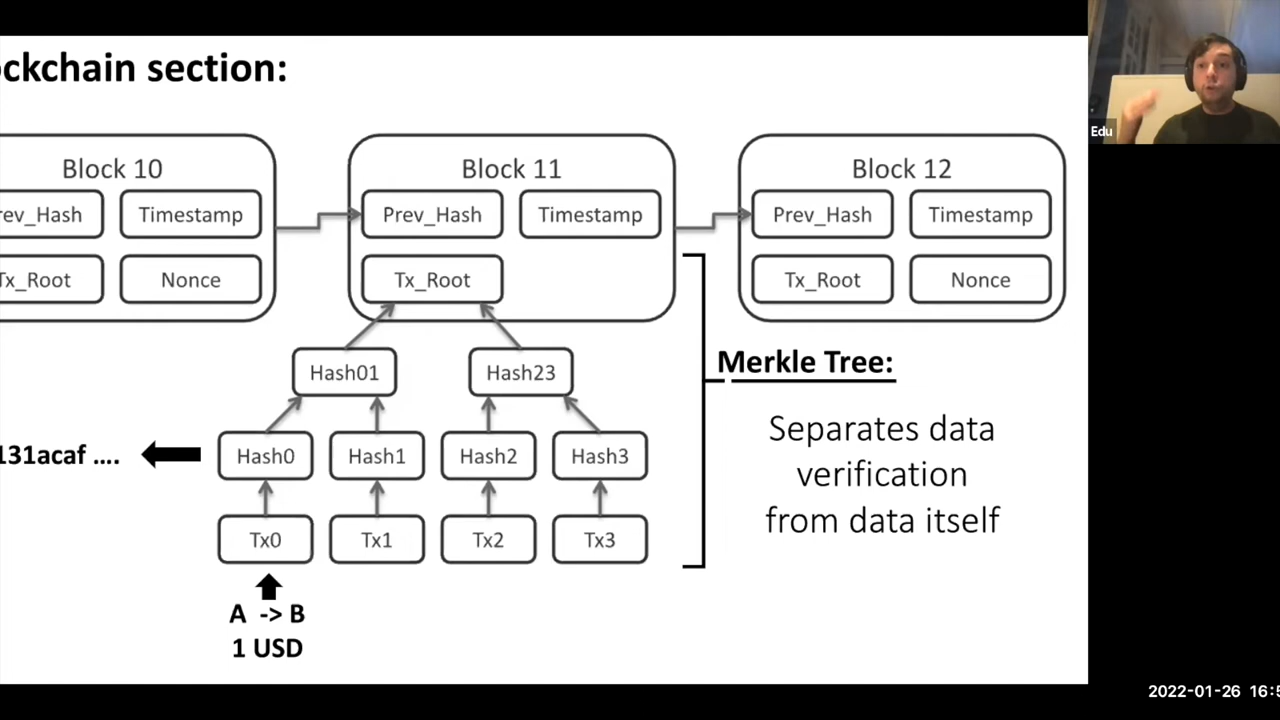 ckchain section:
Block 10
Block 11
Block 12
rev_Hash
Timestamp
Prev_Hash
Timestamp
Prev_Hash
Timestamp
Tx_Root
Nonce
Tx_Root
Tx_Root
Nonce
Hash01
Hash23
Merkle Tree:
Separates data
verification
from data itself
131acaf ....
Hash0
Hash1
Hash2
Hash3
Tx0
Tx1
Tx2
Tx3
A -> B
1 USD
Edu
2022-01-26 16:5